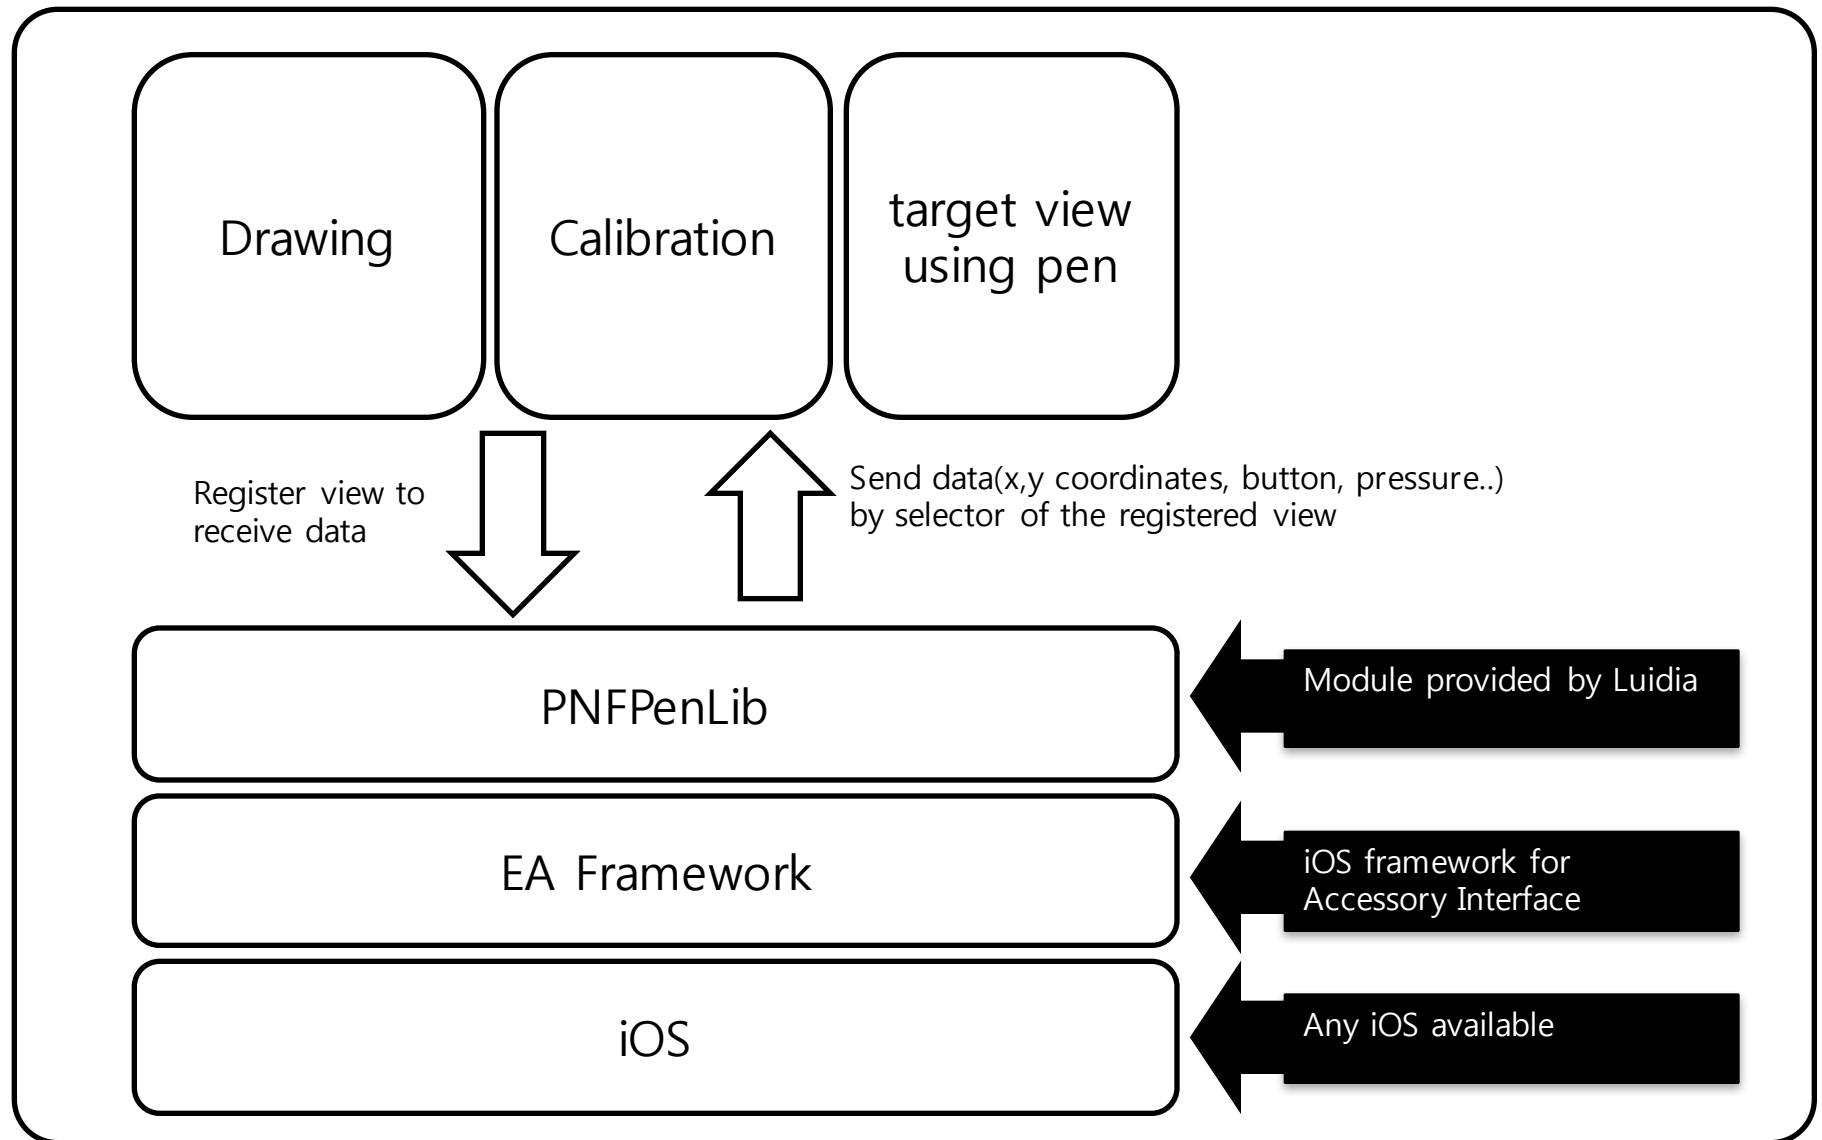 Drawing
Calibration
target view
using pen
Register view to
receive data
Send data(x,y coordinates, button, pressure..)
by selector of the registered view
PNFPenLib
Module provided by Luidia
EA Framework
iOS framework for
Accessory Interface
iOS
Any iOS available